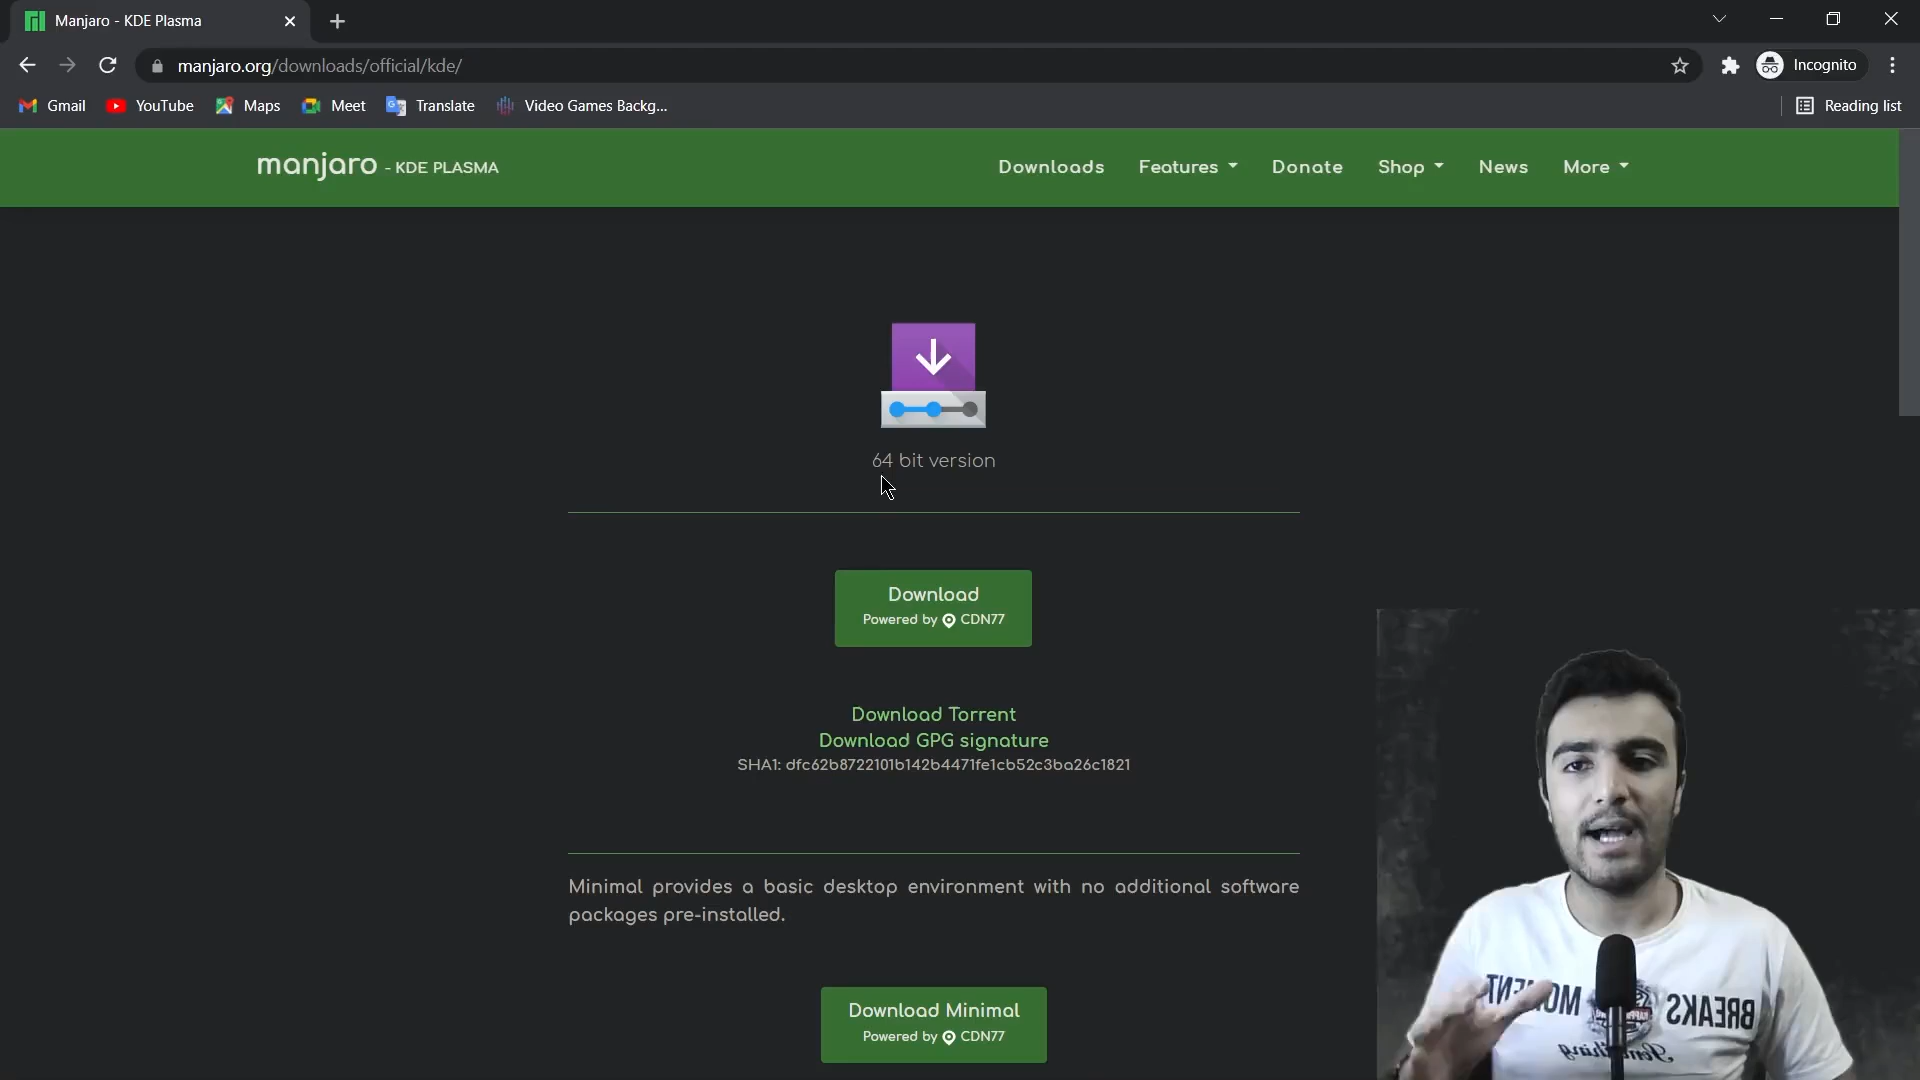 Manjaro - KDE Plasma
manjaro.org/downloads/official/kde/
Incognito
Gmail
YouTube
Maps
Meet
Translate
Video Games Backg...
Reading list
manjaro - KDE PLASMA
Downloads
Features
Donate
Shop
News
More
64 bit version
Download
Powered by CDN77
Download Torrent
Download GPG signature
SHA1: dfc62b8722101b142b4471fe1cb52c3ba26c1821
Minimal provides a basic desktop environment with no additional software
packages pre-installed.
Download Minimal
Powered by CDN77
MOMENT BREAKS
Something